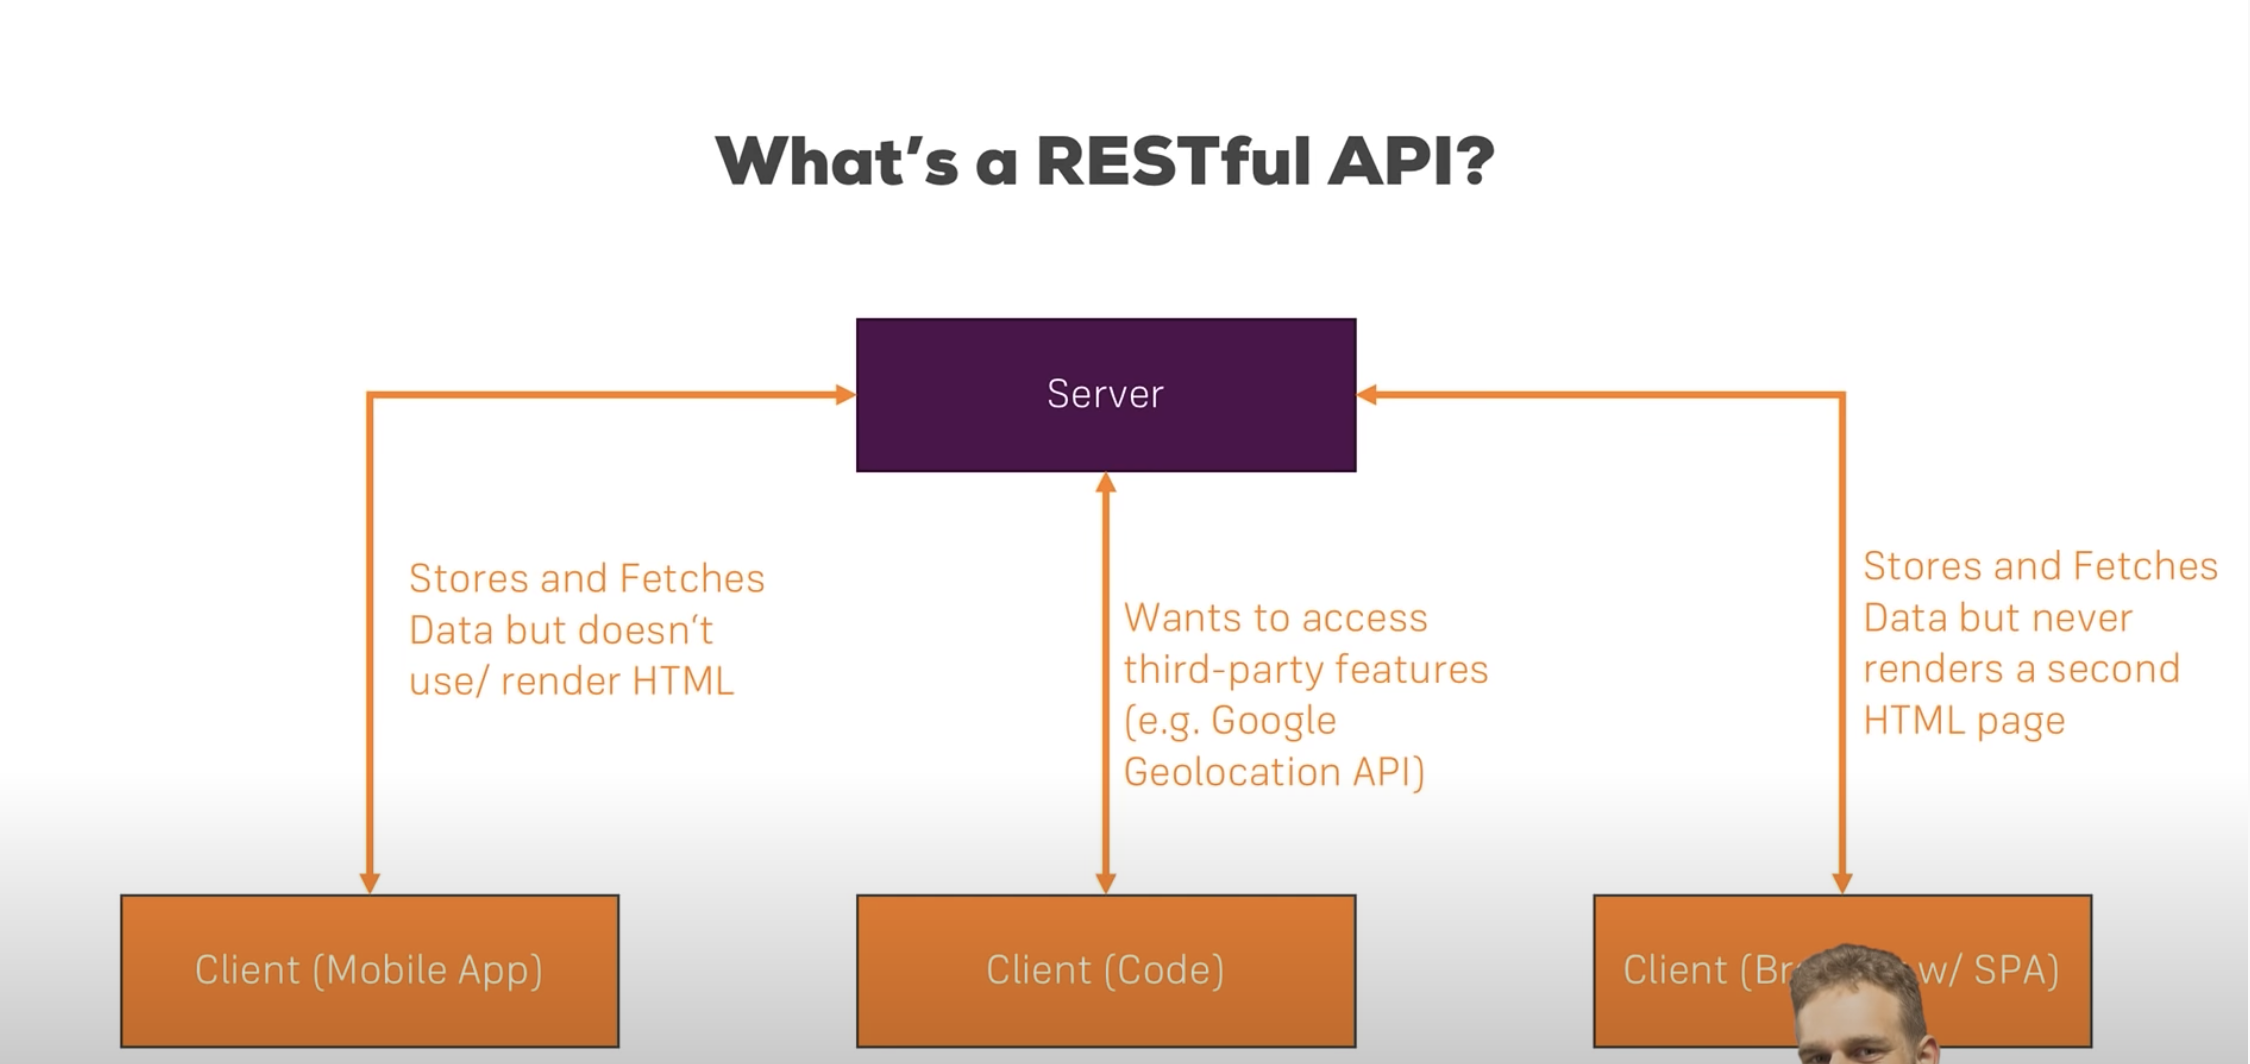 What's a RESTful API?
Server
Stores and Fetches
Data but doesn't
use/ render HTML
Wants to access
third-party features
(e.g. Google
Geolocation API)
Stores and Fetches
Data but never
renders a second
HTML page
Client (Mobile App)
Client (Code)
Client w/ SPA)